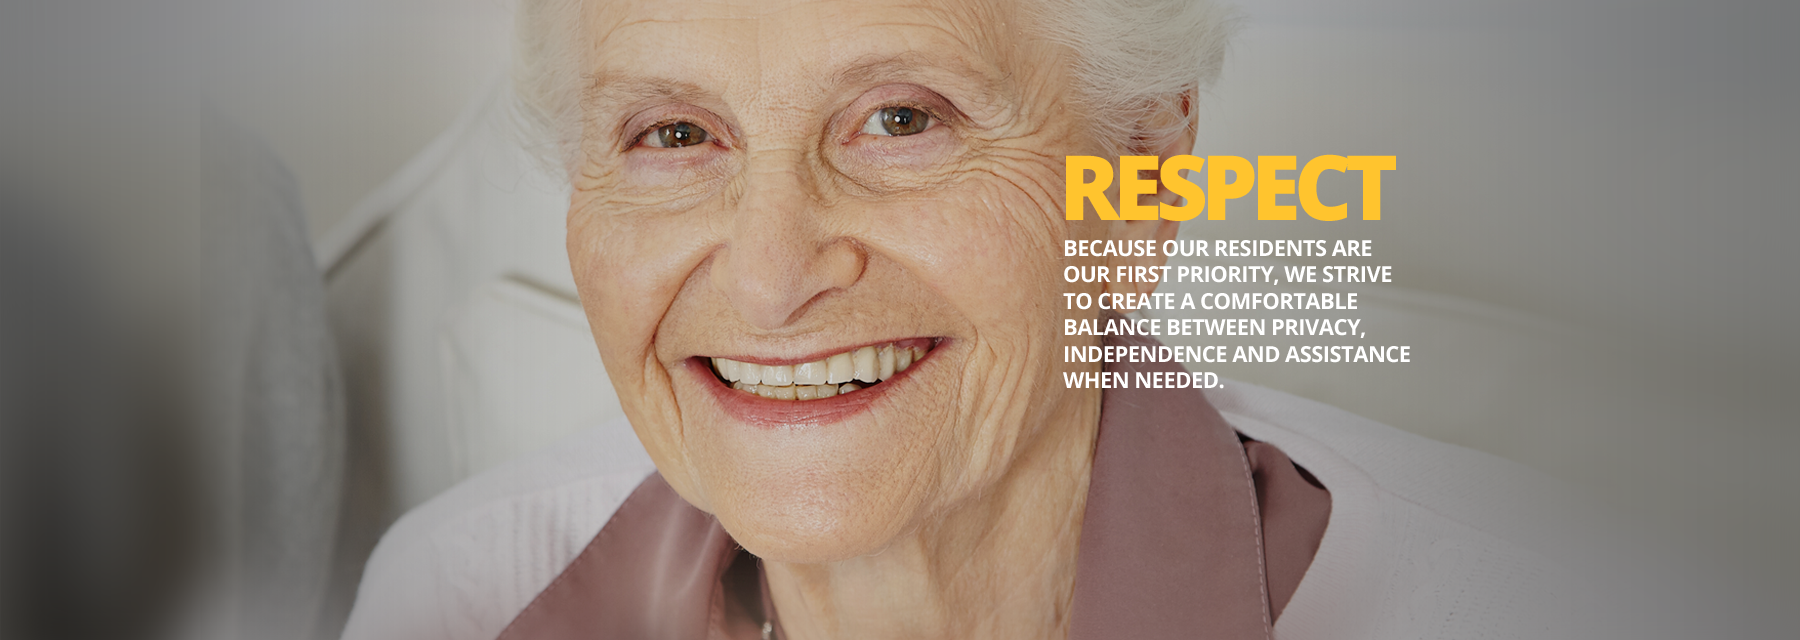 RESPECT
BECAUSE OUR RESIDENTS ARE
OUR FIRST PRIORITY, WE STRIVE
TO CREATE A COMFORTABLE
BALANCE BETWEEN PRIVACY,
INDEPENDENCE AND ASSISTANCE
WHEN NEEDED.